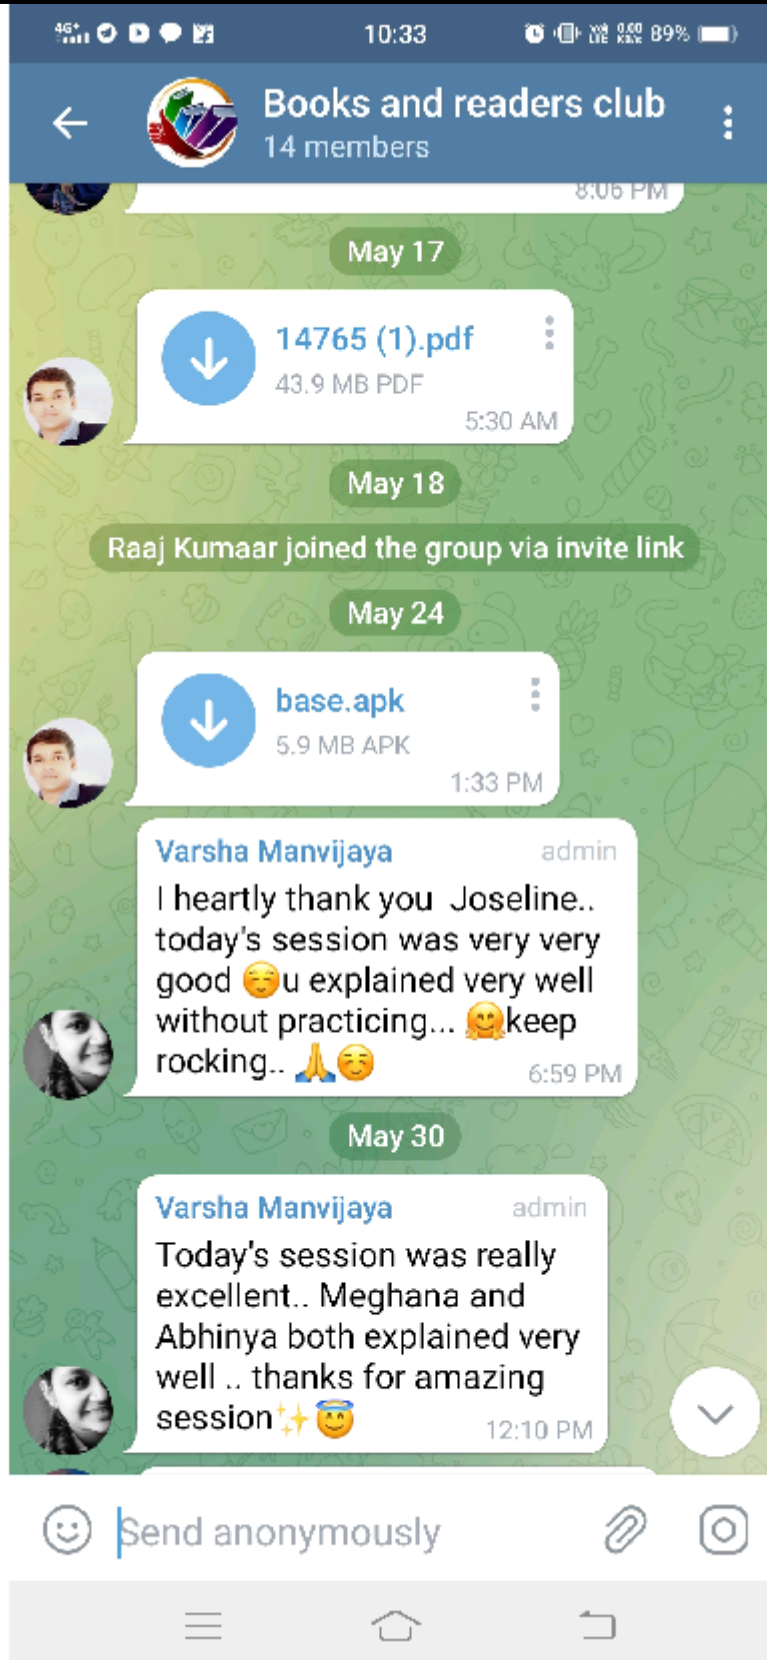 4G+ 10:33 89%
Books and readers club
14 members
8:06 PM
May 17
14765 (1).pdf
43.9 MB PDF
5:30 AM
May 18
Raaj Kumaar joined the group via invite link
May 24
base.apk
5.9 MB APK
1:33 PM
Varsha Manvijaya admin
I heartly thank you Joseline..
today's session was very very
good ☺️u explained very well
without practicing... 🤗keep
rocking.. 🙏☺️ 6:59 PM
May 30
Varsha Manvijaya admin
Today's session was really
excellent.. Meghana and
Abhinya both explained very
well .. thanks for amazing
session✨😇 12:10 PM
Send anonymously